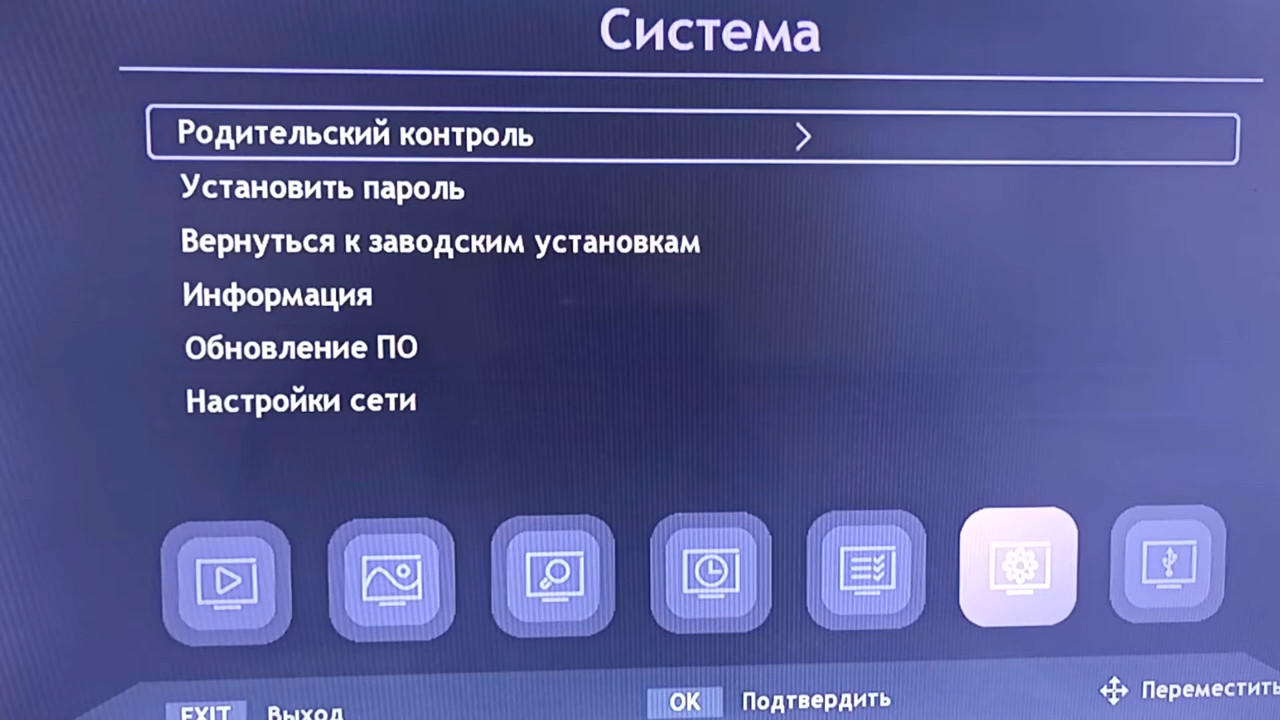 Система
Родительский контроль
Установить пароль
Вернуться к заводским установкам
Информация
Обновление ПО
Настройки сети
EXIT Выход OK Подтвердить Переместить